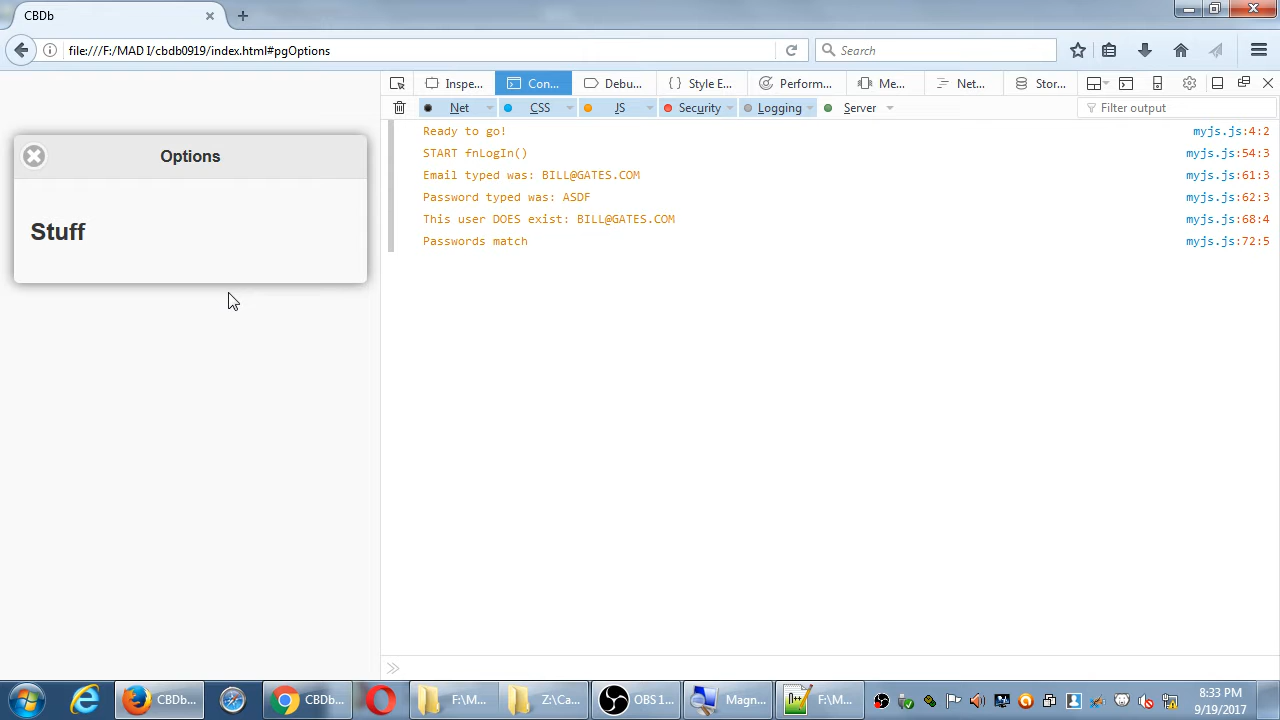 CBDb
file:///F:/MAD I/cbdb0919/index.html#pgOptions
Search
Inspe...
Con...
Debu...
Style E...
Perform...
Me...
Net...
Stor...
Net
CSS
JS
Security
Logging
Server
Filter output
Ready to go! myjs.js:4:2
START fnLogIn() myjs.js:54:3
Email typed was: BILL@GATES.COM myjs.js:61:3
Password typed was: ASDF myjs.js:62:3
This user DOES exist: BILL@GATES.COM myjs.js:68:4
Passwords match myjs.js:72:5
Options
Stuff
CBDb...
CBDb...
F:\M...
Z:\Ca...
OBS 1...
Magn...
F:\M...
8:33 PM
9/19/2017